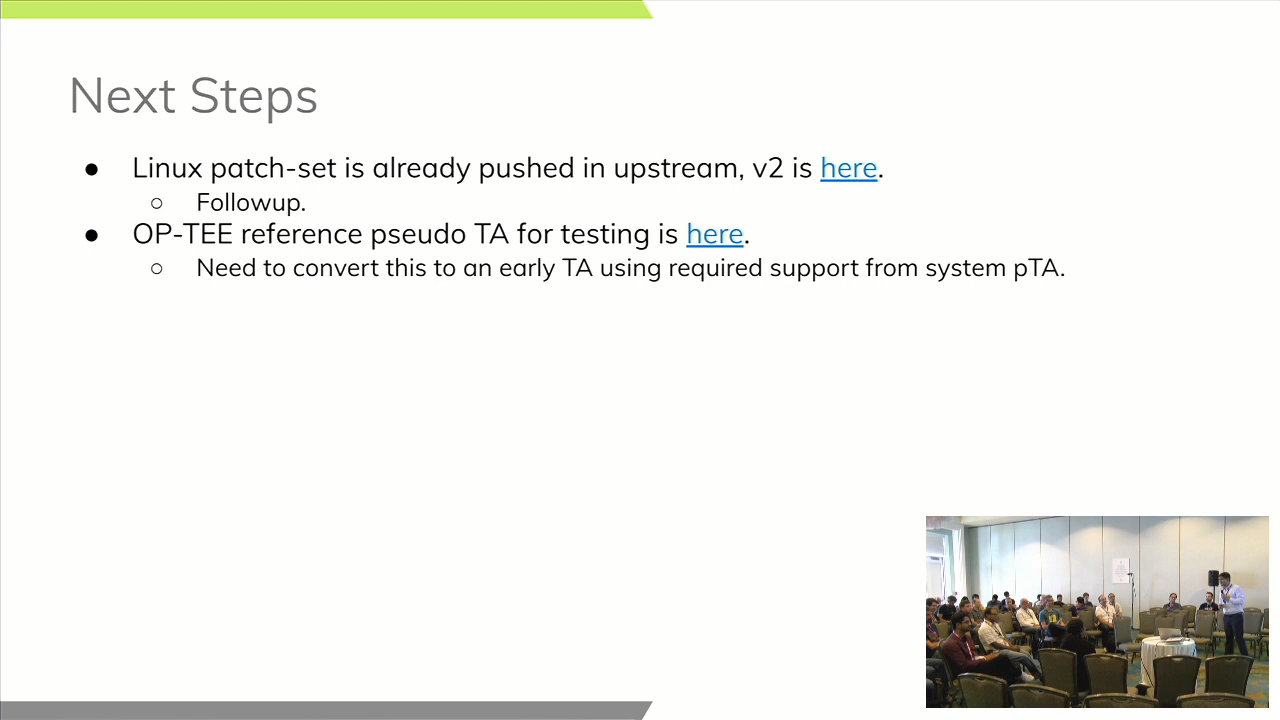 Next Steps
● Linux patch-set is already pushed in upstream, v2 is here.
○ Followup.
● OP-TEE reference pseudo TA for testing is here.
○ Need to convert this to an early TA using required support from system pTA.